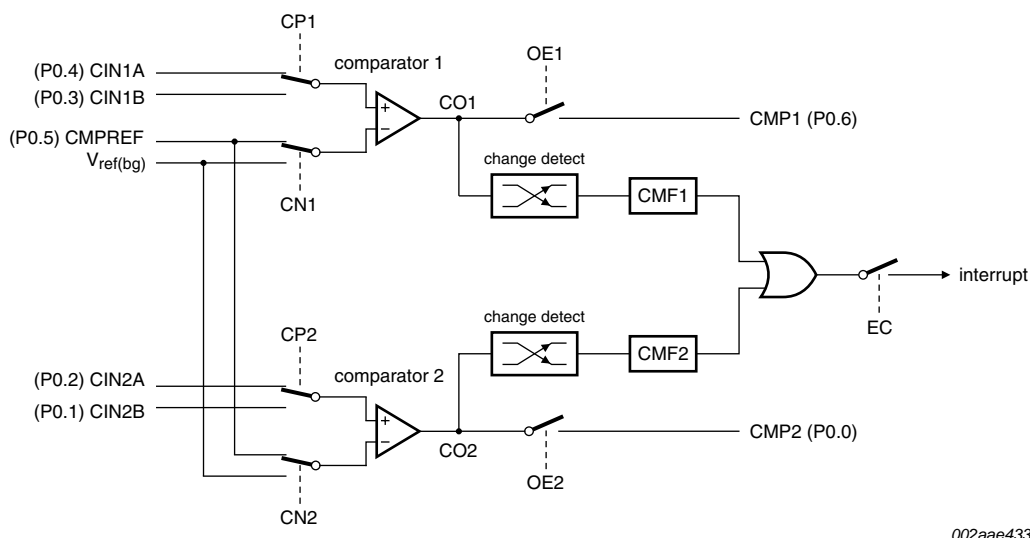 CP1
OE1
(P0.4) CIN1A
comparator 1
(P0.3) CIN1B
CO1
+
CMP1 (P0.6)
(P0.5) CMPREF
−
Vref(bg)
change detect
CN1
CMF1
interrupt
change detect
EC
CP2
CMF2
(P0.2) CIN2A
comparator 2
(P0.1) CIN2B
+
CMP2 (P0.0)
−
CO2
OE2
CN2
002aae433